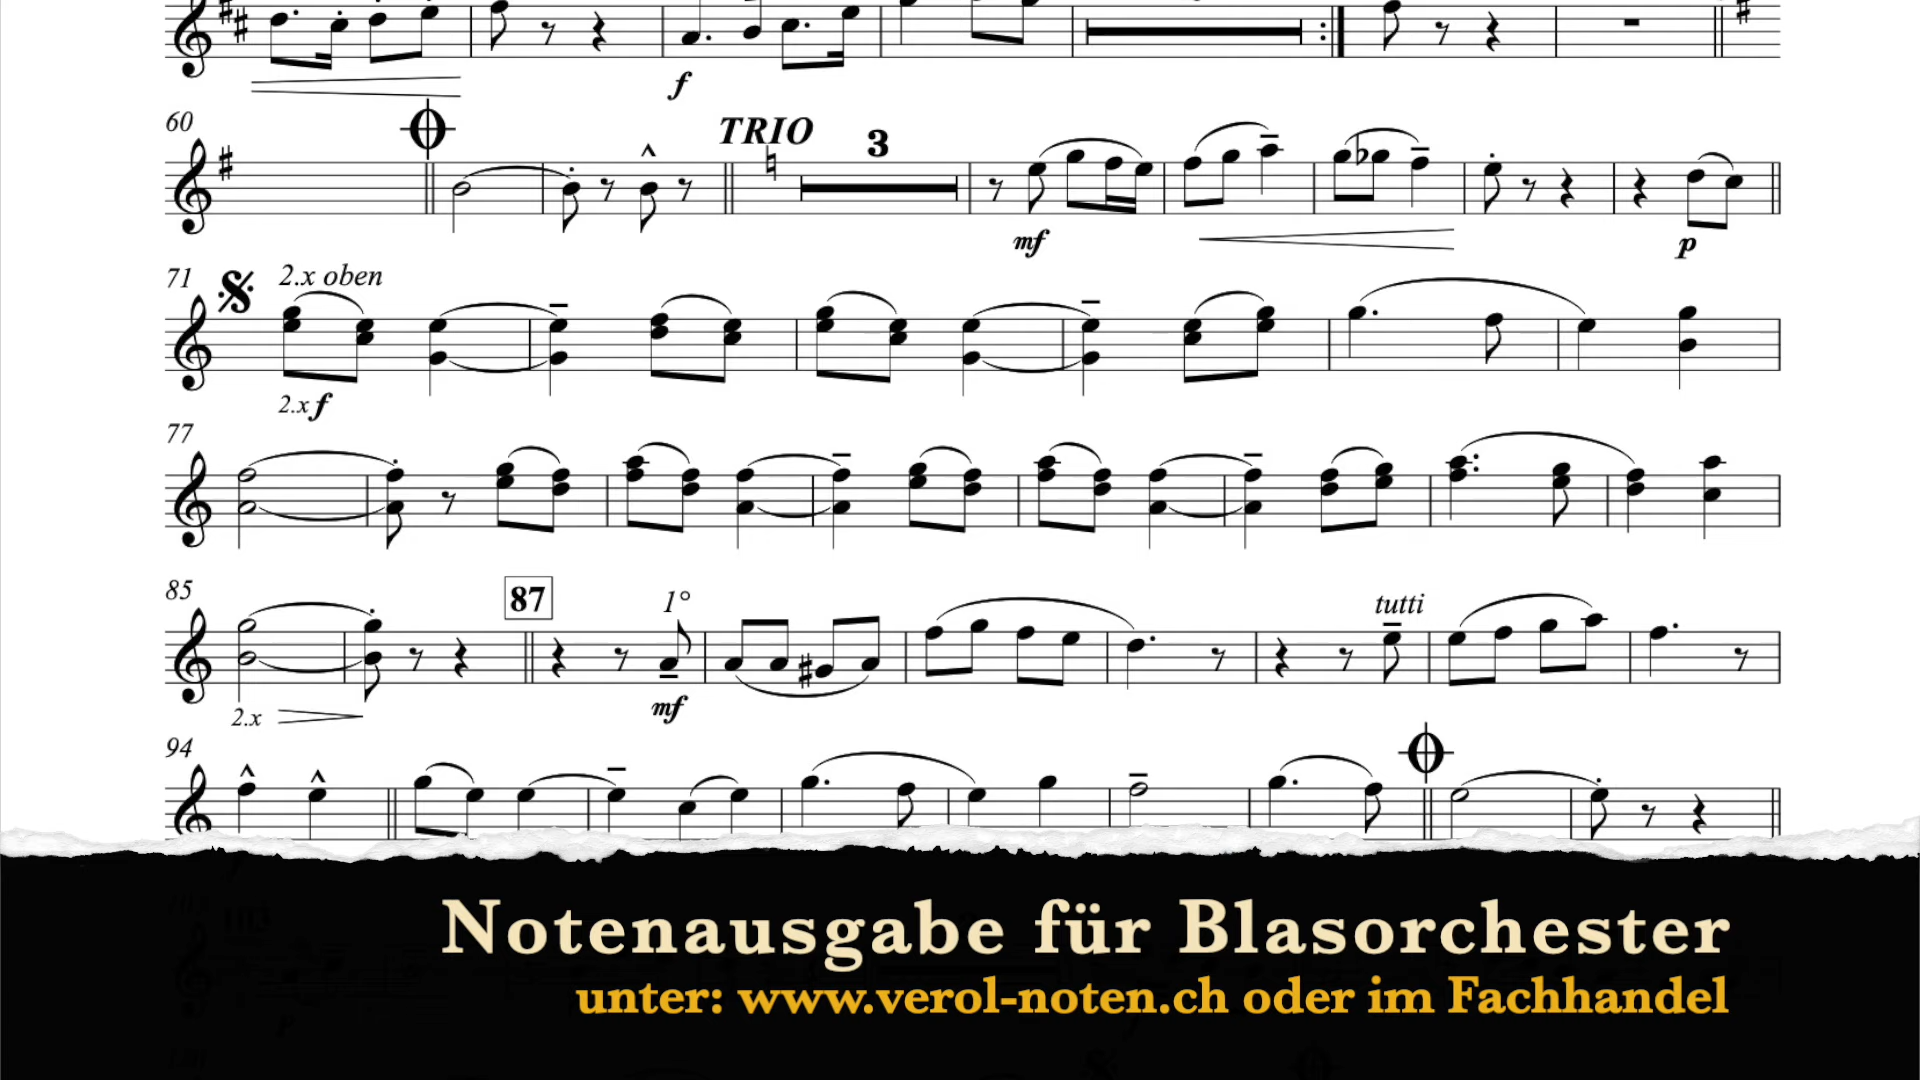 f
60
TRIO
3
mf
p
71
2.x oben
2.x f
77
85
87
1°
tutti
2.x
mf
94
Notenausgabe für Blasorchester
unter: www.verol-noten.ch oder im Fachhandel